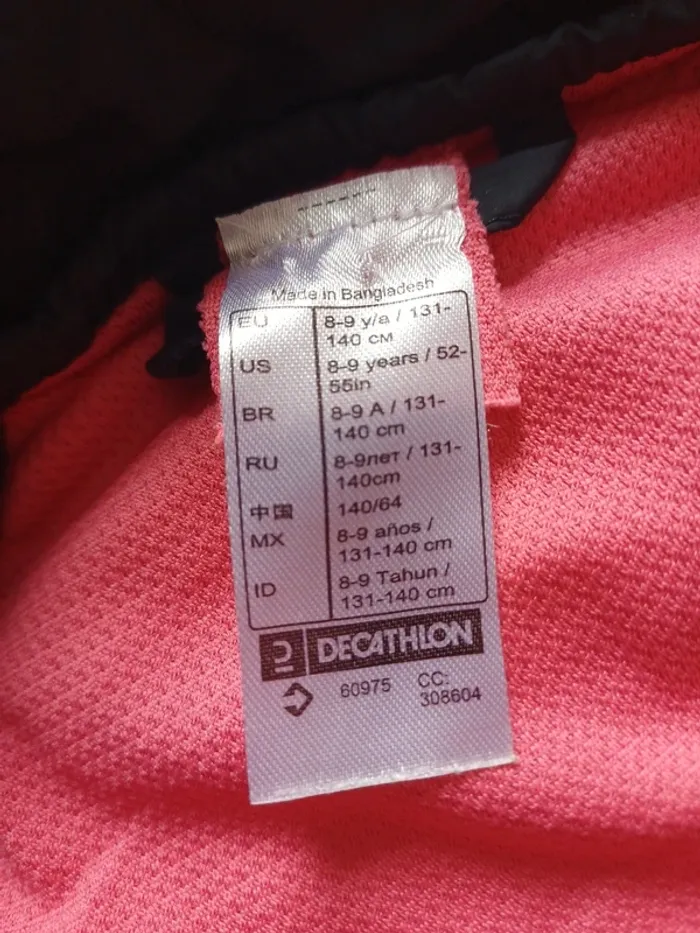 Made in Bangladesh
EU 8-9 y/a / 131-
140 см
US 8-9 years / 52-
55in
BR 8-9 A / 131-
140 cm
RU 8-9лет / 131-
140cm
中国 140/64
MX 8-9 años /
131-140 cm
ID 8-9 Tahun /
131-140 cm
DECATHLON
60975 CC:
308604